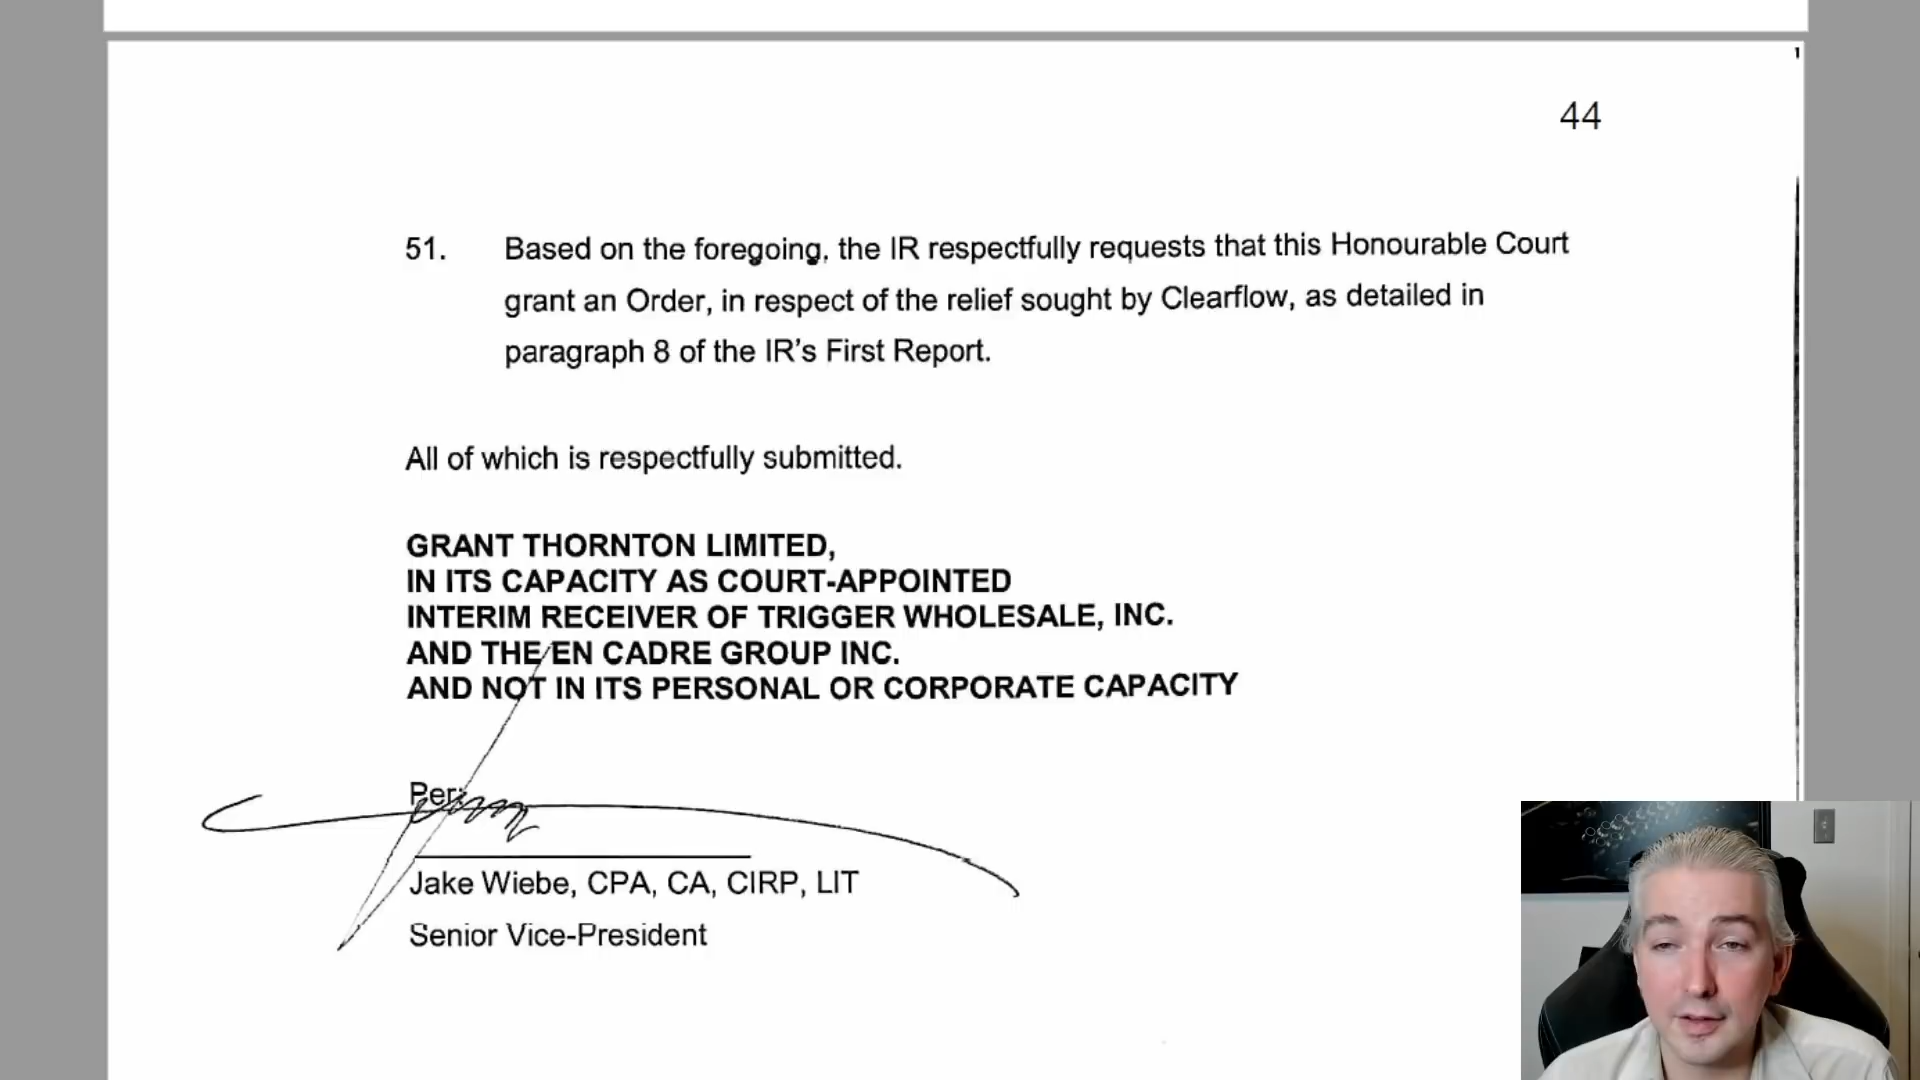 44
51. Based on the foregoing, the IR respectfully requests that this Honourable Court
grant an Order, in respect of the relief sought by Clearflow, as detailed in
paragraph 8 of the IR's First Report.
All of which is respectfully submitted.
GRANT THORNTON LIMITED,
IN ITS CAPACITY AS COURT-APPOINTED
INTERIM RECEIVER OF TRIGGER WHOLESALE, INC.
AND THE EN CADRE GROUP INC.
AND NOT IN ITS PERSONAL OR CORPORATE CAPACITY
Per:
Jake Wiebe, CPA, CA, CIRP, LIT
Senior Vice-President